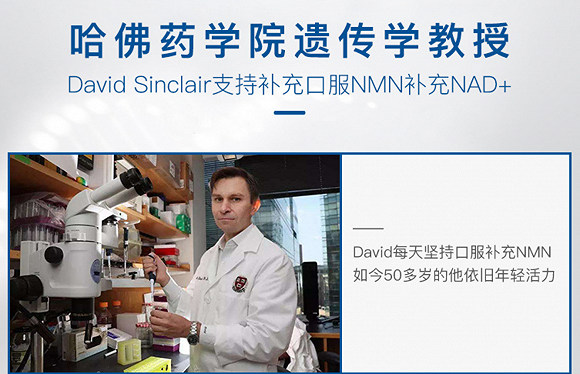 哈佛药学院遗传学教授
David Sinclair支持补充口服NMN补充NAD+
David每天坚持口服补充NMN
如今50多岁的他依旧年轻活力